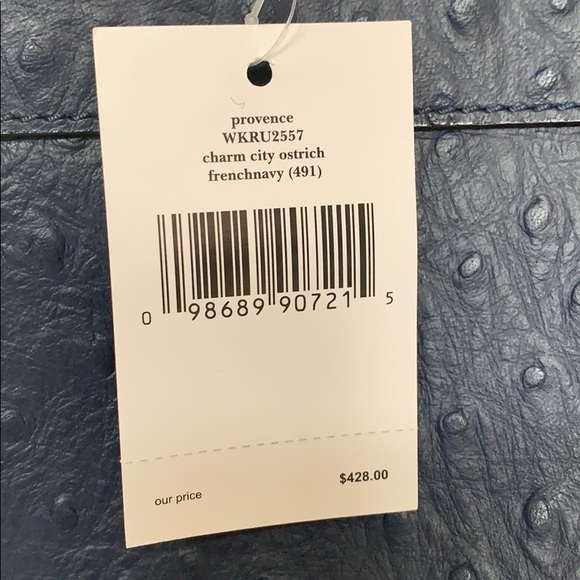 provence
WKRU2557
charm city ostrich
frenchnavy (491)
0 98689 90721 5
our price $428.00